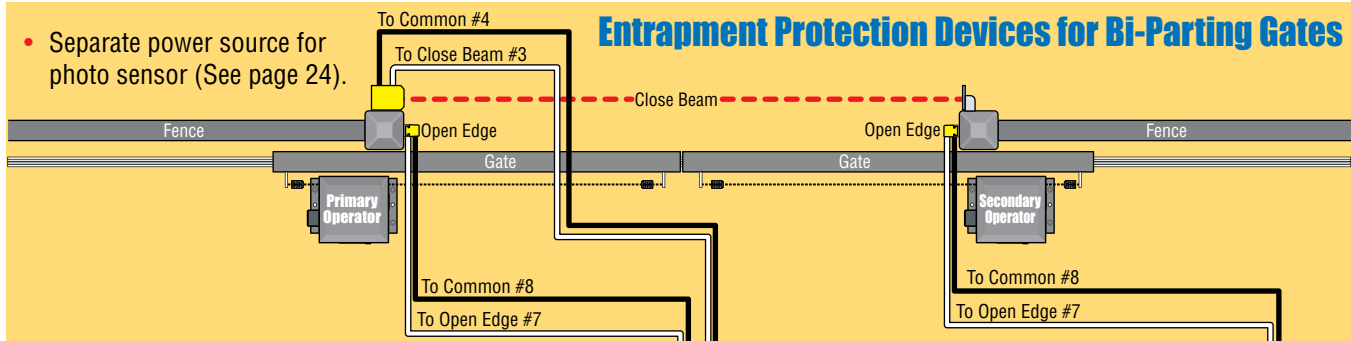 To Common #4
Entrapment Protection Devices for Bi-Parting Gates
• Separate power source for
photo sensor (See page 24).
To Close Beam #3
Close Beam
Fence
Open Edge
Open Edge
Fence
Gate
Gate
Primary
Operator
Secondary
Operator
To Common #8
To Common #8
To Open Edge #7
To Open Edge #7